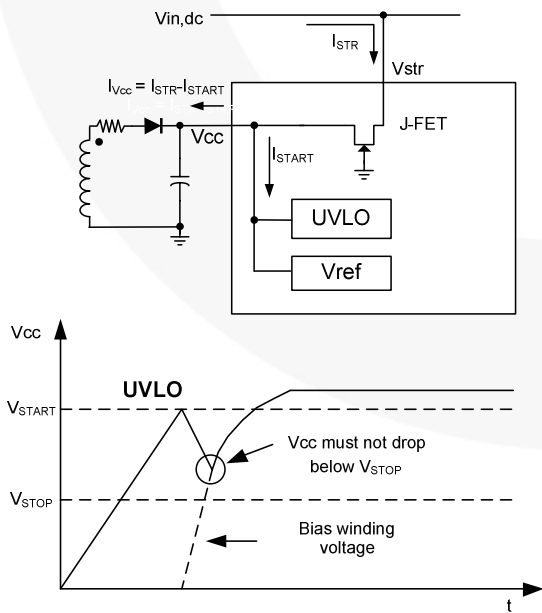 Vin,dc
ISTR
Vstr
IVcc = ISTR-ISTART
J-FET
Vcc
ISTART
UVLO
Vref
Vcc
UVLO
VSTART
Vcc must not drop
below VSTOP
VSTOP
Bias winding
voltage
t